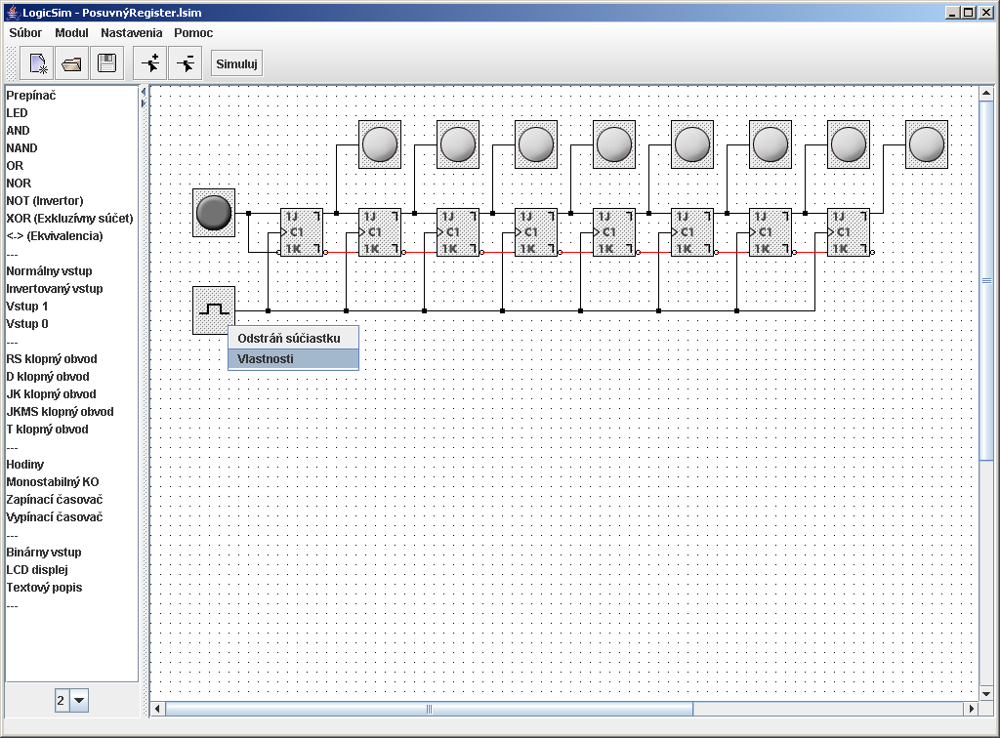 LogicSim - PosuvnýRegister.lsim
Súbor Modul Nastavenia Pomoc
Simuluj
Prepínač
LED
AND
NAND
OR
NOR
NOT (Invertor)
XOR (Exkluzívny súčet)
<-> (Ekvivalencia)
---
Normálny vstup
Invertovaný vstup
Vstup 1
Vstup 0
---
RS klopný obvod
D klopný obvod
JK klopný obvod
JKMS klopný obvod
T klopný obvod
---
Hodiny
Monostabilný KO
Zapínací časovač
Vypínací časovač
---
Binárny vstup
LCD displej
Textový popis
---
2
1J 1J 1J 1J 1J 1J 1J 1J
C1 C1 C1 C1 C1 C1 C1 C1
1K 1K 1K 1K 1K 1K 1K 1K
Odstráň súčiastku
Vlastnosti